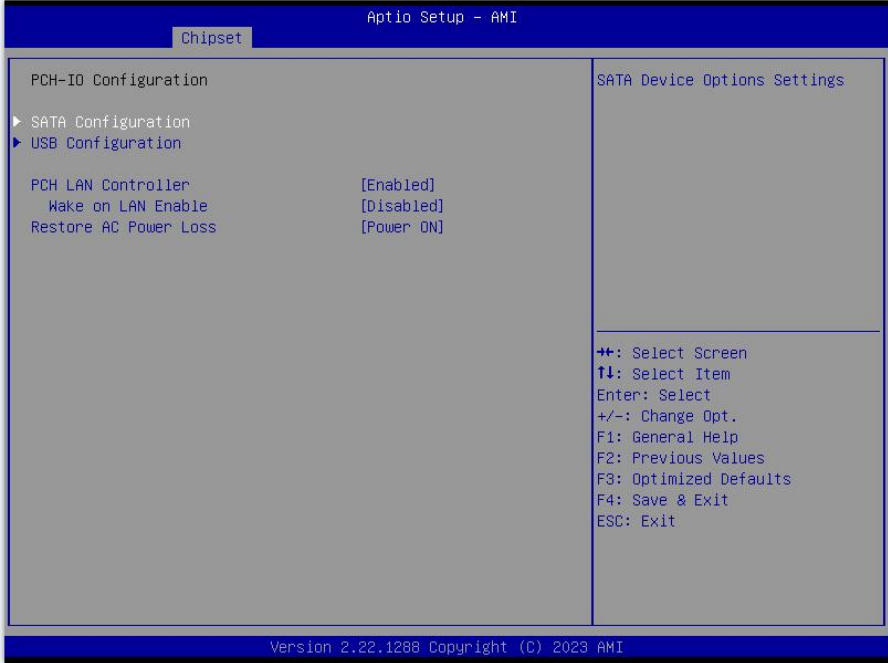 Aptio Setup – AMI
Chipset
PCH-IO Configuration
SATA Configuration
USB Configuration
PCH LAN Controller [Enabled]
Wake on LAN Enable [Disabled]
Restore AC Power Loss [Power ON]
SATA Device Options Settings
→←: Select Screen
↑↓: Select Item
Enter: Select
+/-: Change Opt.
F1: General Help
F2: Previous Values
F3: Optimized Defaults
F4: Save & Exit
ESC: Exit
Version 2.22.1288 Copyright (C) 2023 AMI